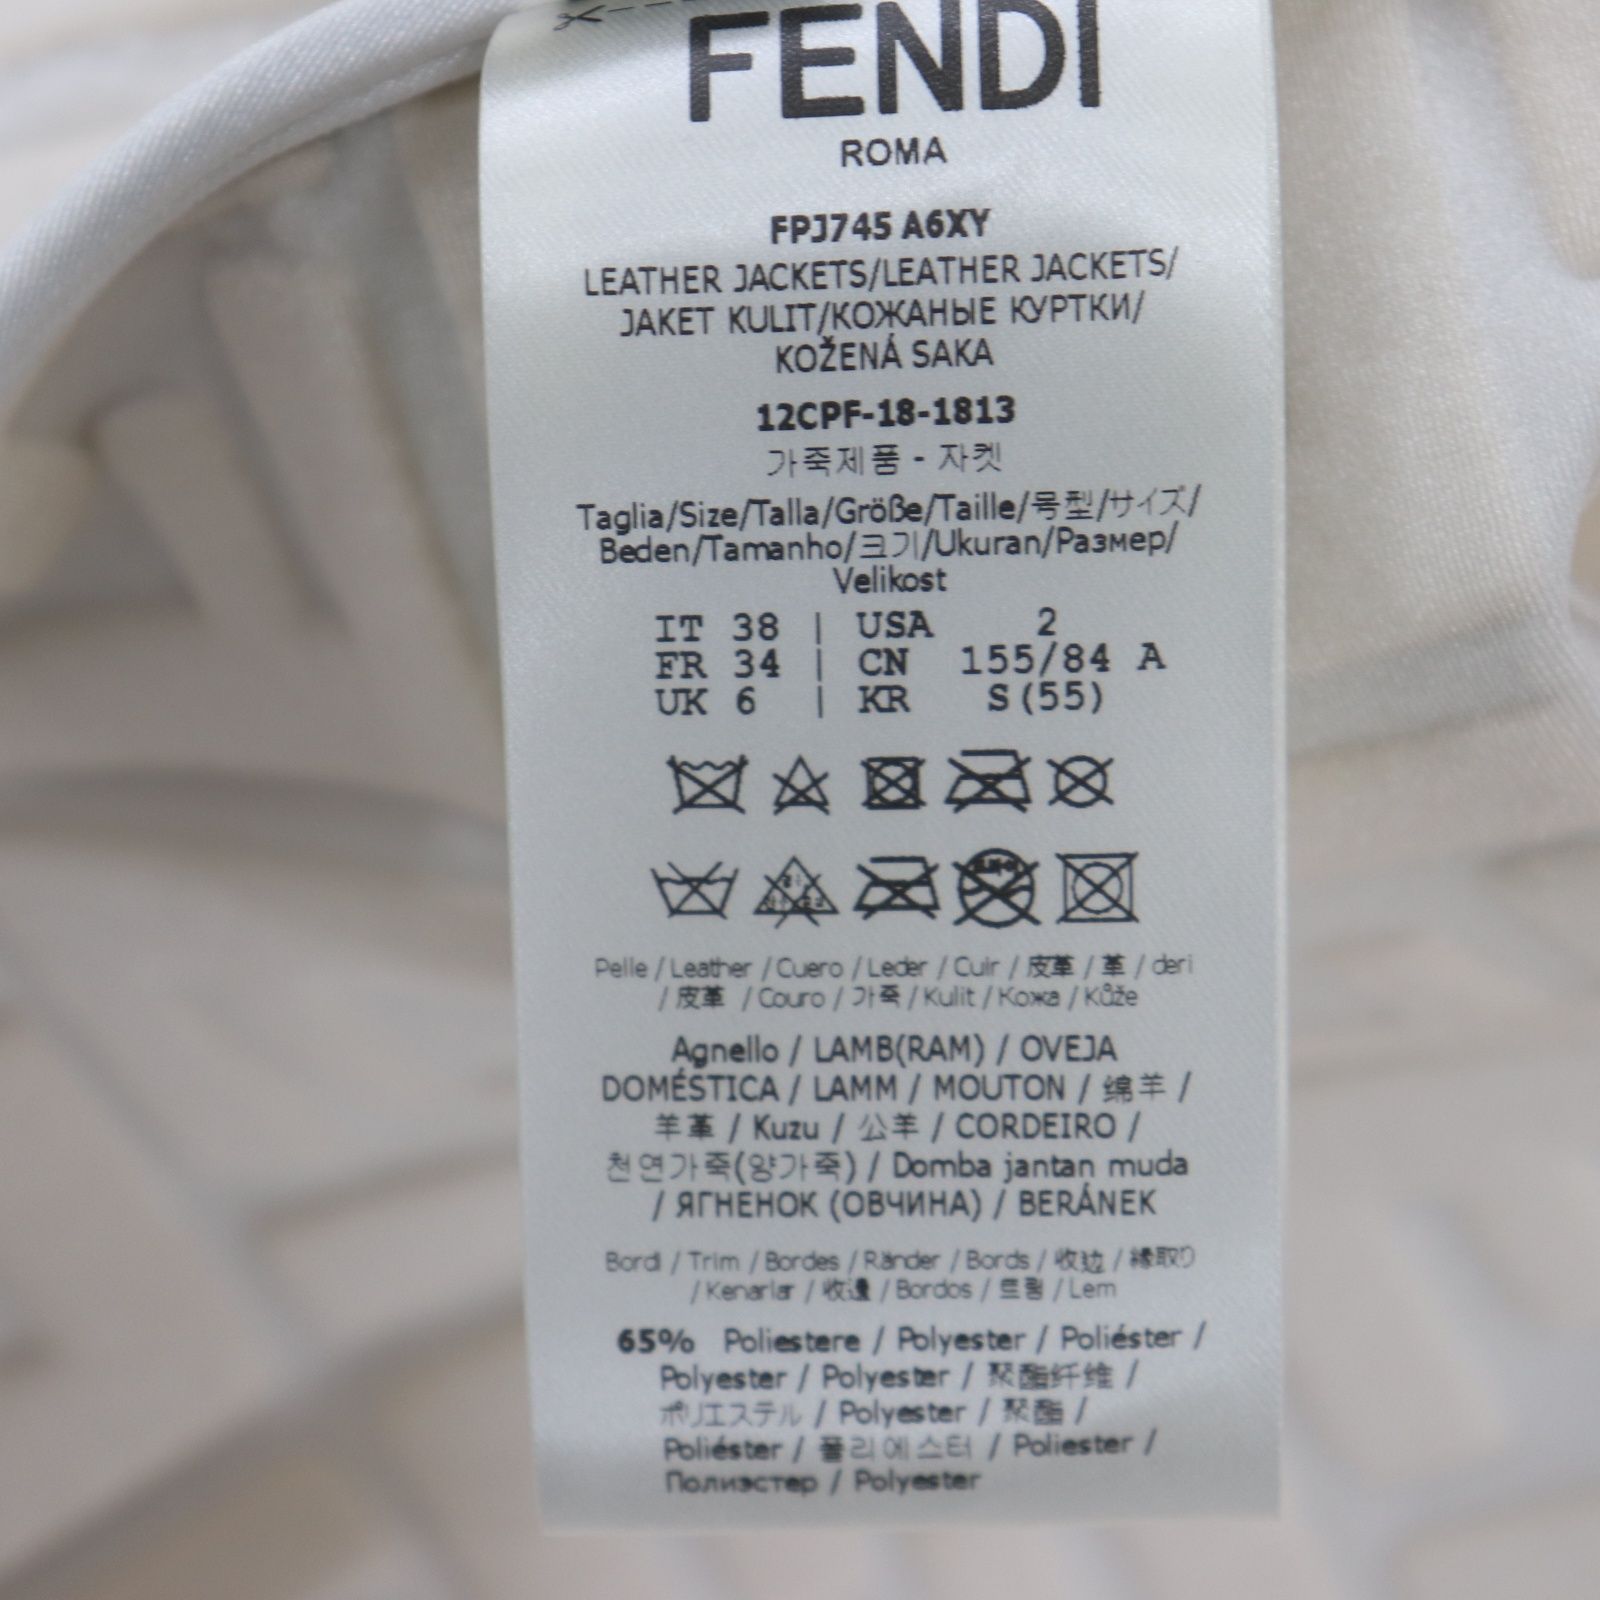 FENDI
ROMA
FPJ745 A6XY
LEATHER JACKETS/LEATHER JACKETS/
JAKET KULIT/КОЖАНЫЕ КУРТКИ/
KOŽENÁ SAKA
12CPF-18-1813
가죽제품 - 자켓
Taglia/Size/Talla/Größe/Taille/号型/サイズ/
Beden/Tamanho/크기/Ukuran/Размер/
Velikost
IT 38 | USA 2
FR 34 | CN 155/84 A
UK 6 | KR S(55)
Pelle / Leather / Cuero / Leder / Cuir / 皮革 / 革 / deri
/ 皮革 / Couro / 가죽 / Kulit / Кожа / Kůže
Agnello / LAMB(RAM) / OVEJA
DOMÉSTICA / LAMM / MOUTON / 绵羊 /
羊革 / Kuzu / 公羊 / CORDEIRO /
천연가죽(양가죽) / Domba jantan muda
/ ЯГНЕНОК (ОВЧИНА) / BERÁNEK
Bordi / Trim / Bordes / Ränder / Bords / 收边 / 縁取り
/ Kenarlar / 收邊 / Bordos / 트림 / Lem
65% Poliestere / Polyester / Poliéster /
Polyester / Polyester / 聚酯纤维 /
ポリエステル / Polyester / 聚酯 /
Poliéster / 폴리에스터 / Poliester /
Полиэстер / Polyester